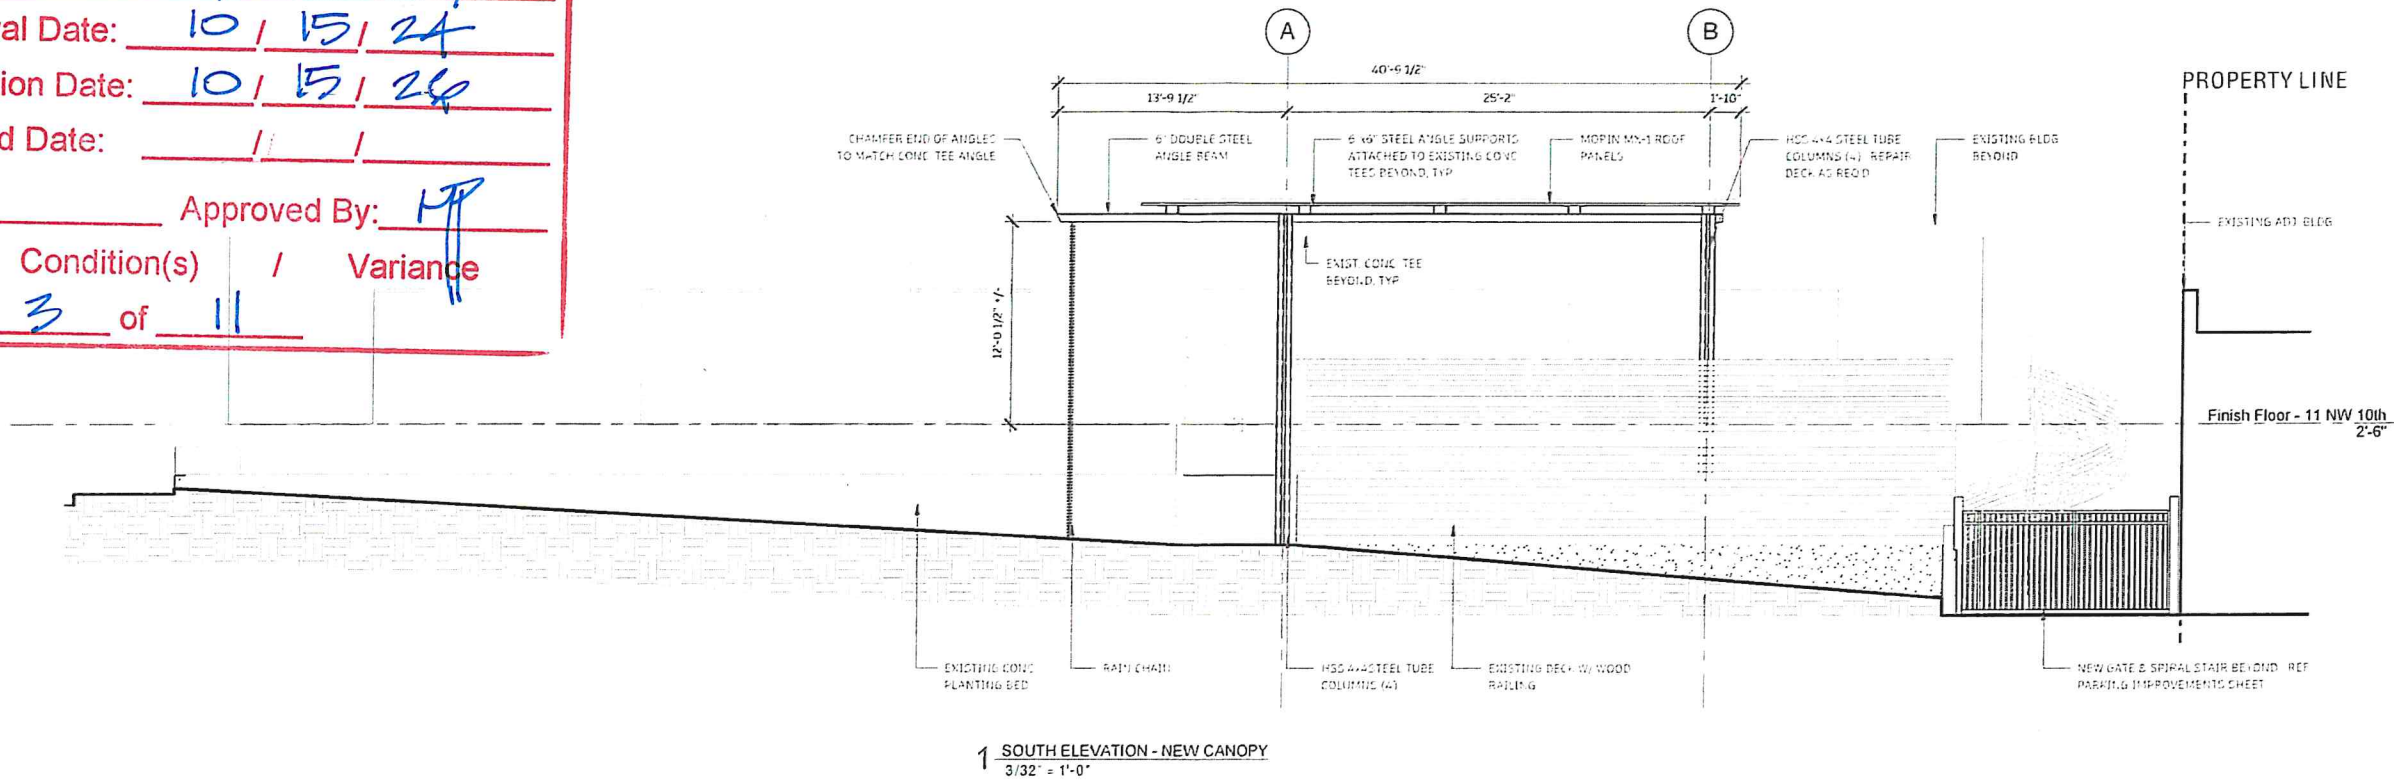 al Date: 10 / 15 / 24
ion Date: 10 / 15 / 26
d Date: / /
Approved By:
Condition(s) / Variance
3 of 11
A
B
40'-9 1/2"
13'-9 1/2"
25'-2"
1'-10"
PROPERTY LINE
CHAMFER END OF ANGLES
TO MATCH CONC TEE ANGLE
6" DOUBLE STEEL
ANGLE BEAM
6"x6" STEEL ANGLE SUPPORTS
ATTACHED TO EXISTING CONC
TEES BEYOND, TYP
MORIN MX-1 ROOF
PANELS
HSS 4x4 STEEL TUBE
COLUMNS (4) REPAIR
DECK AS REQ'D
EXISTING BLDG
BEYOND
EXISTING ADJ BLDG
EXIST. CONC TEE
BEYOND, TYP
12'-0 1/2" +/-
Finish Floor - 11 NW 10th
2'-6"
EXISTING CONC
PLANTING BED
RAIN CHAIN
HSS 4x4 STEEL TUBE
COLUMNS (4)
EXISTING DECK W/ WOOD
RAILING
NEW GATE & SPIRAL STAIR BEYOND REF
PARKING IMPROVEMENTS SHEET
1 SOUTH ELEVATION - NEW CANOPY
3/32" = 1'-0"